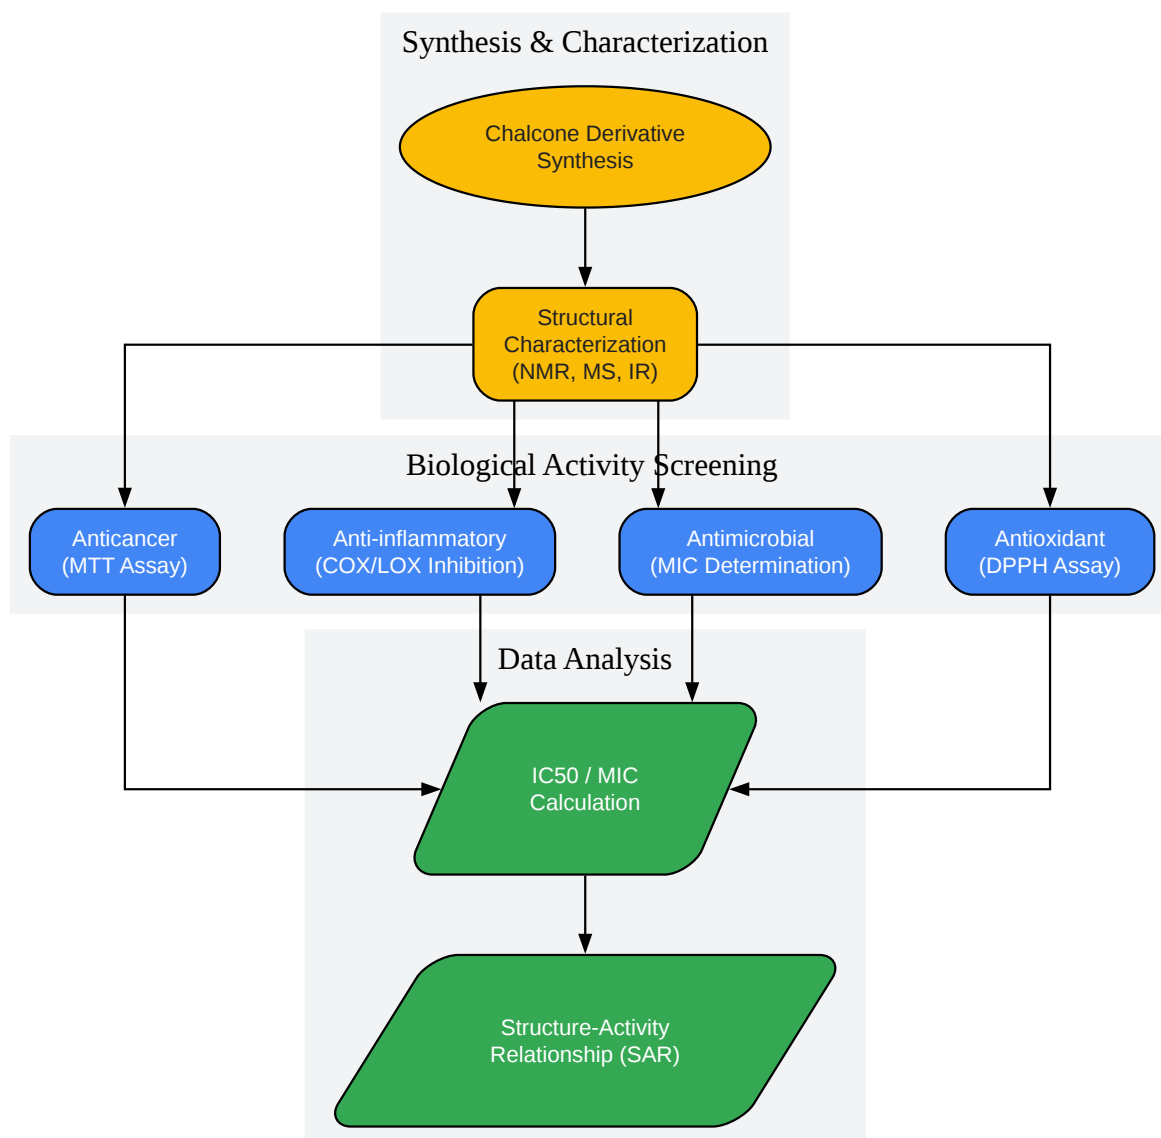 Synthesis & Characterization
Chalcone Derivative
Synthesis
Structural
Characterization
(NMR, MS, IR)
Biological Activity Screening
Anticancer
(MTT Assay)
Anti-inflammatory
(COX/LOX Inhibition)
Antimicrobial
(MIC Determination)
Antioxidant
(DPPH Assay)
Data Analysis
IC50 / MIC
Calculation
Structure-Activity
Relationship (SAR)